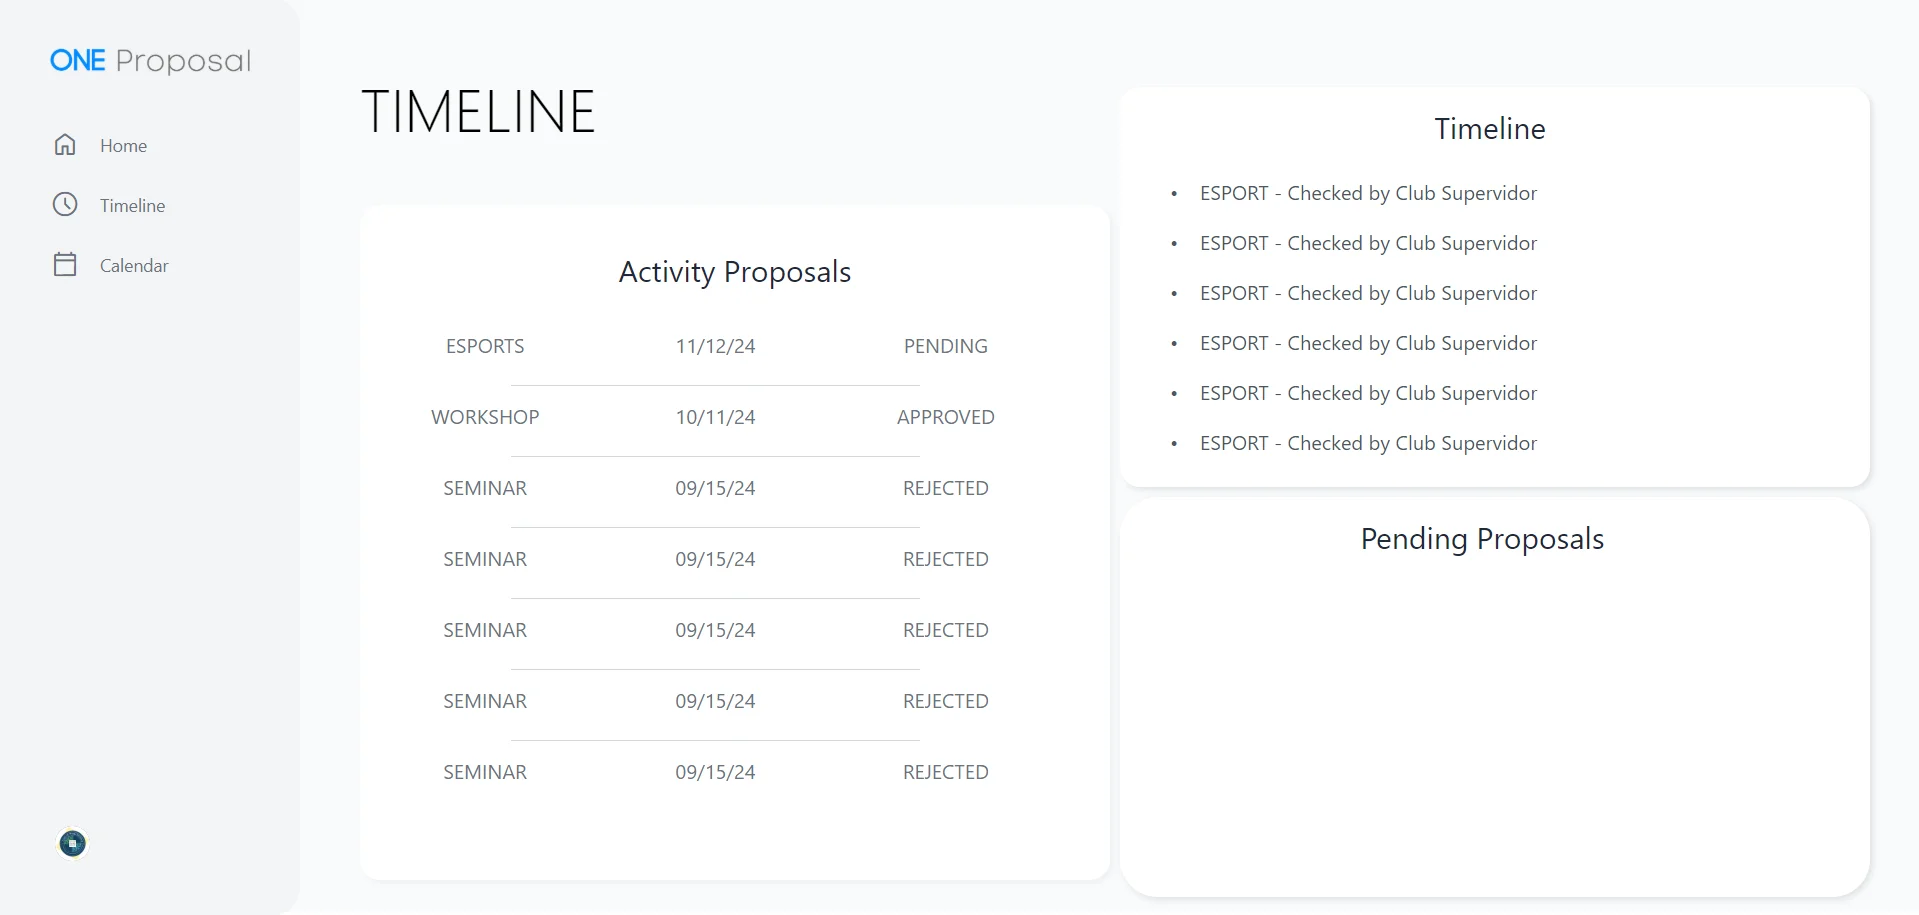 ONE Proposal
Home
Timeline
Calendar
TIMELINE
Activity Proposals
ESPORTS 11/12/24 PENDING
WORKSHOP 10/11/24 APPROVED
SEMINAR 09/15/24 REJECTED
SEMINAR 09/15/24 REJECTED
SEMINAR 09/15/24 REJECTED
SEMINAR 09/15/24 REJECTED
SEMINAR 09/15/24 REJECTED
Timeline
• ESPORT - Checked by Club Supervidor
• ESPORT - Checked by Club Supervidor
• ESPORT - Checked by Club Supervidor
• ESPORT - Checked by Club Supervidor
• ESPORT - Checked by Club Supervidor
• ESPORT - Checked by Club Supervidor
Pending Proposals